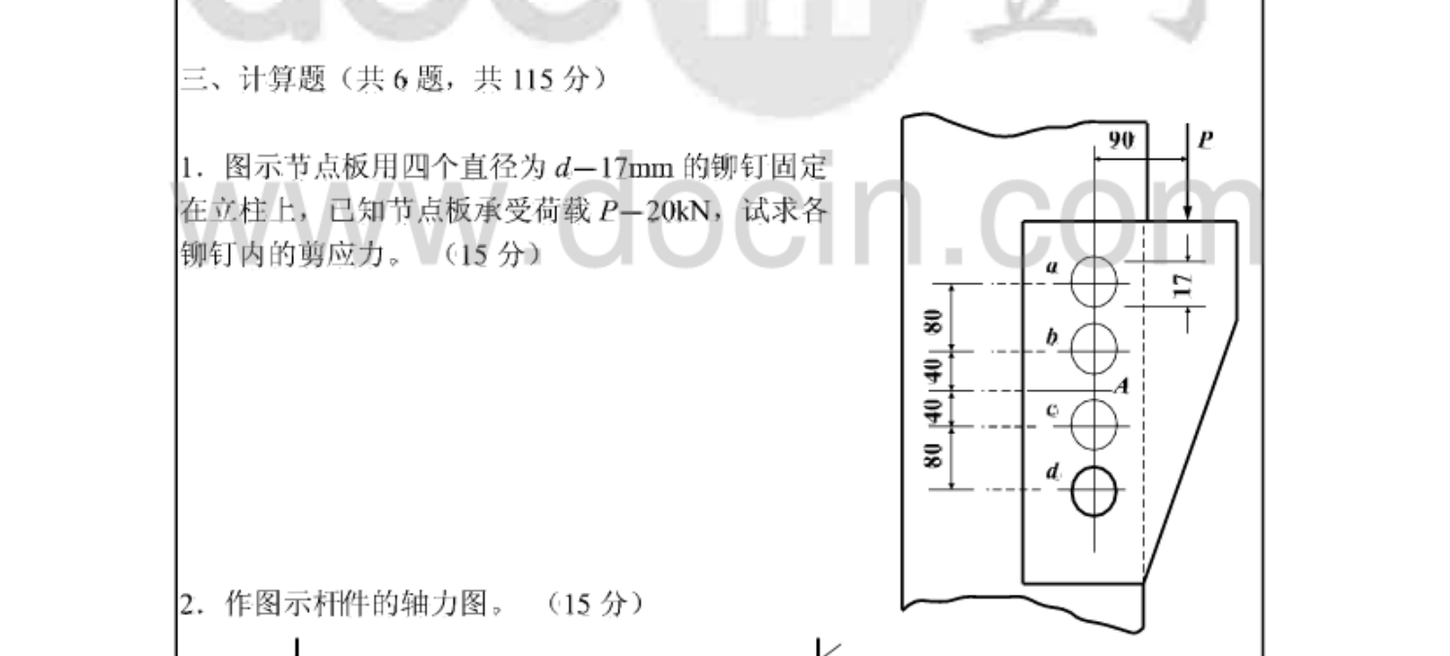 三、计算题（共 6 题，共 115 分）
1．图示节点板用四个直径为 d—17mm 的铆钉固定
在立柱上，已知节点板承受荷载 P—20kN，试求各
铆钉内的剪应力。 （15 分）
90
P
a
17
80
b
40
A
40
c
80
d
2．作图示杆件的轴力图。 （15 分）
www.docin.com